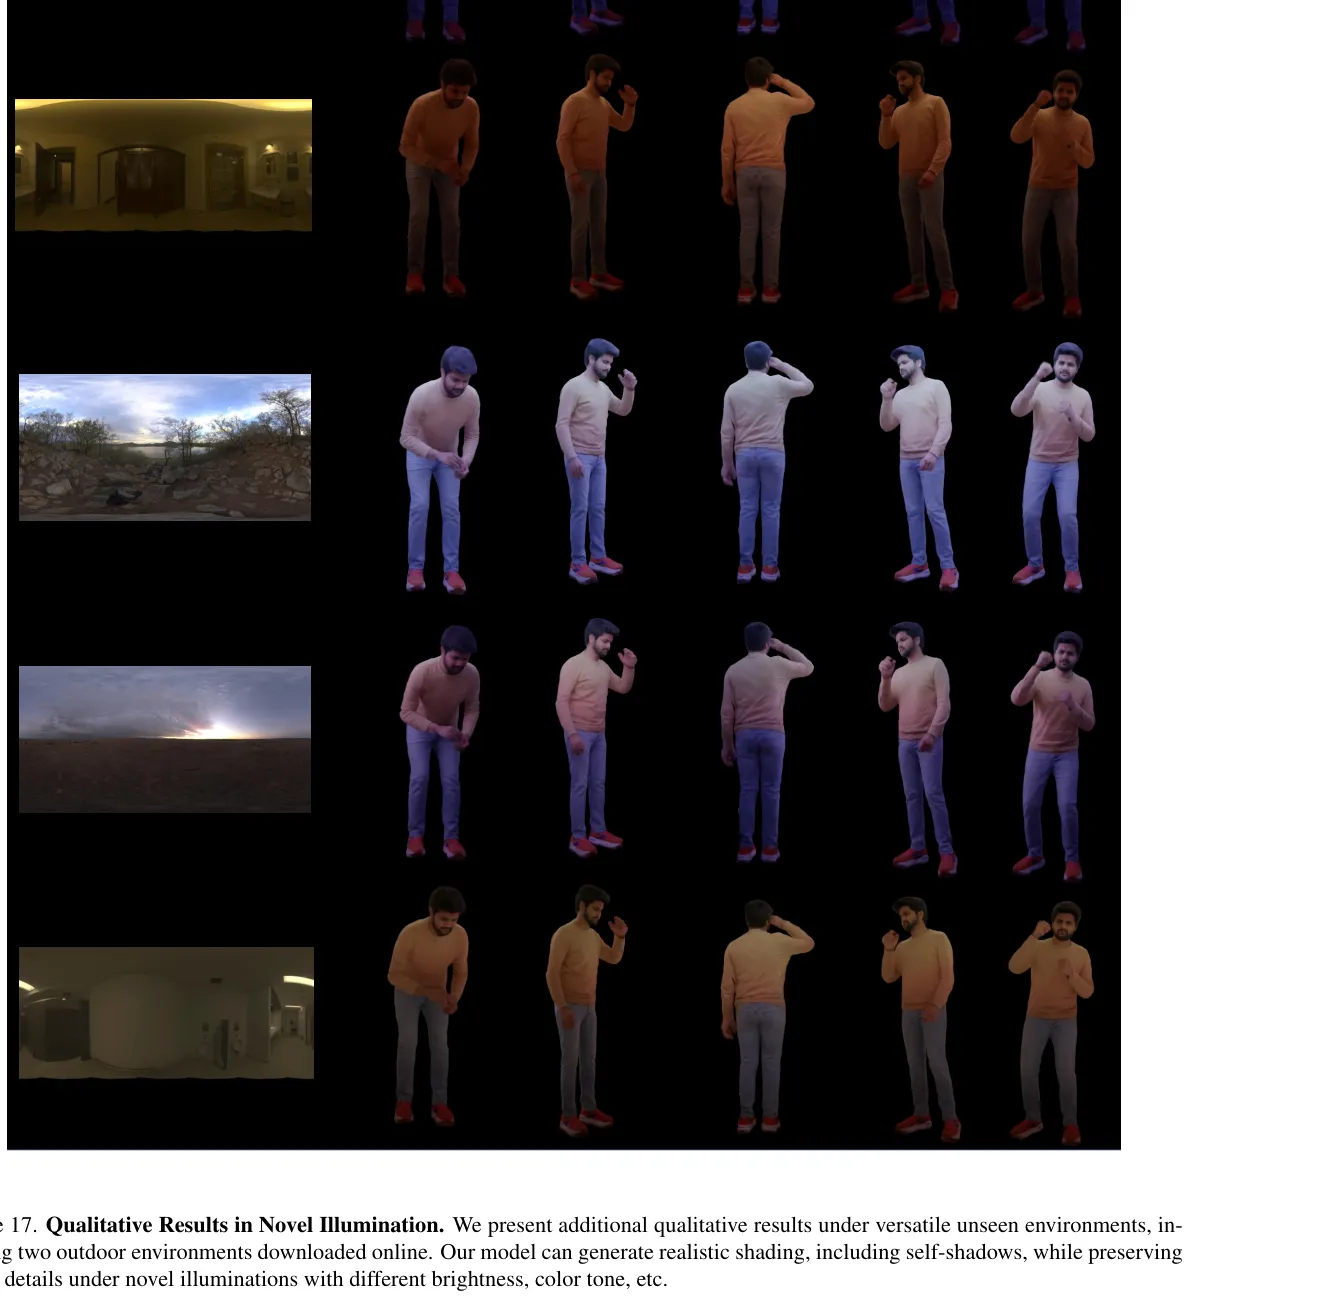 e 17. Qualitative Results in Novel Illumination. We present additional qualitative results under versatile unseen environments, in-
g two outdoor environments downloaded online. Our model can generate realistic shading, including self-shadows, while preserving
details under novel illuminations with different brightness, color tone, etc.